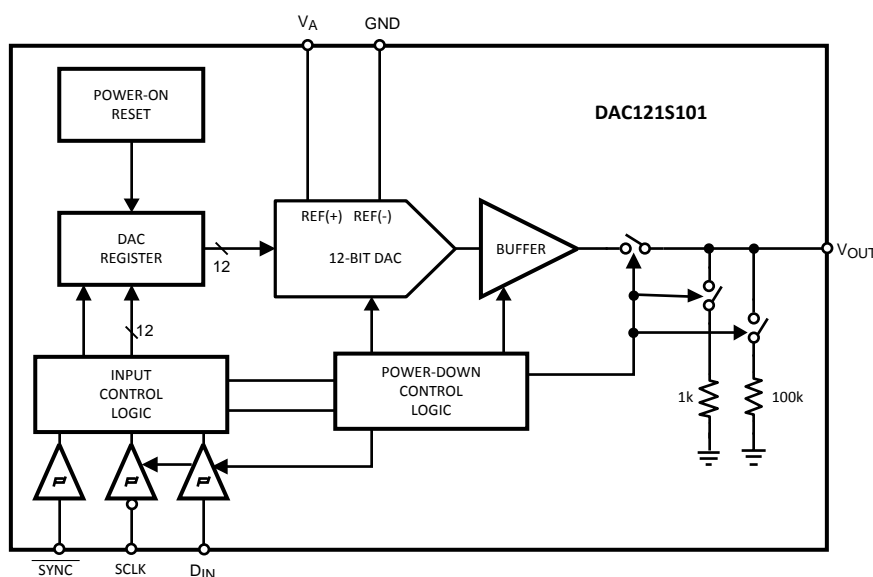 VA
GND
POWER-ON
RESET
DAC121S101
REF(+) REF(-)
DAC
REGISTER
12
12-BIT DAC
BUFFER
VOUT
12
INPUT
CONTROL
LOGIC
POWER-DOWN
CONTROL
LOGIC
1k
100k
SYNC
SCLK
DIN